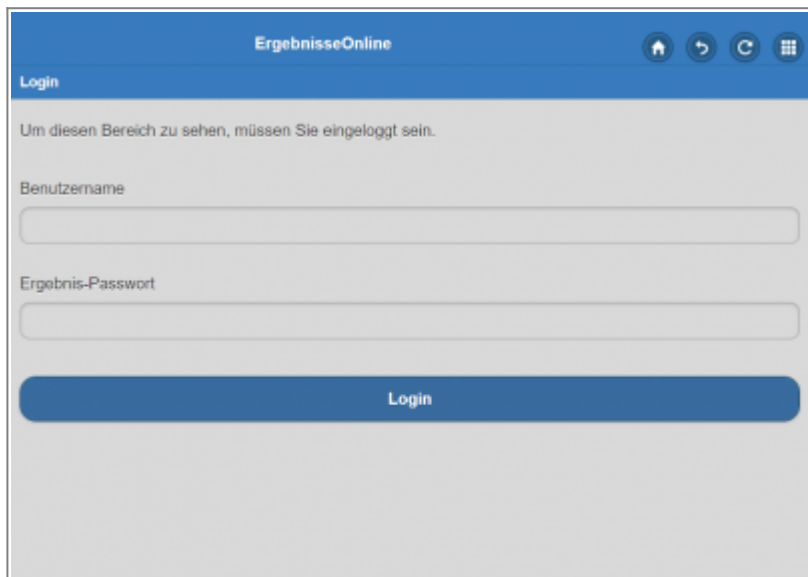 ErgebnisseOnline
Login
Um diesen Bereich zu sehen, müssen Sie eingeloggt sein.
Benutzername
Ergebnis-Passwort
Login